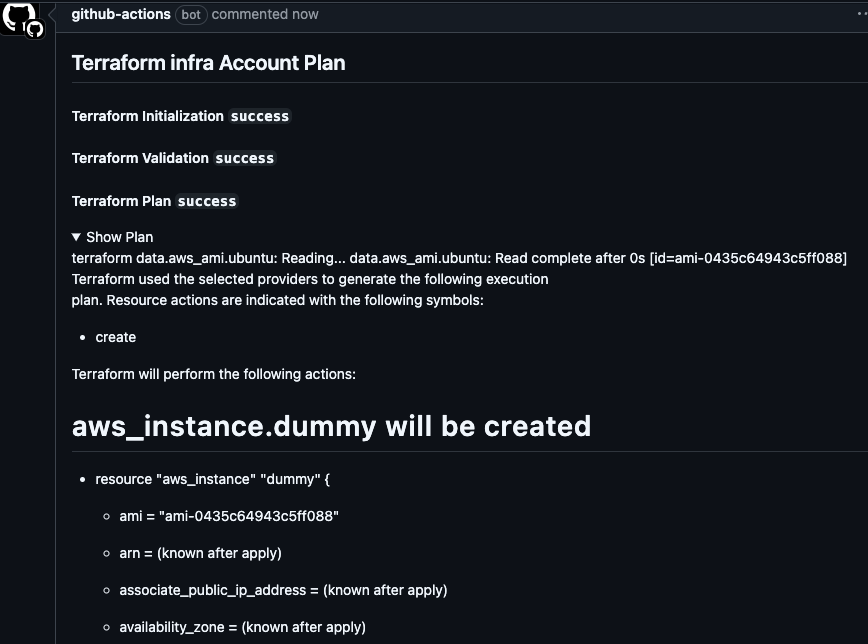 github-actions bot commented now
Terraform infra Account Plan
Terraform Initialization success
Terraform Validation success
Terraform Plan success
Show Plan
terraform data.aws_ami.ubuntu: Reading... data.aws_ami.ubuntu: Read complete after 0s [id=ami-0435c64943c5ff088]
Terraform used the selected providers to generate the following execution
plan. Resource actions are indicated with the following symbols:
create
Terraform will perform the following actions:
aws_instance.dummy will be created
resource "aws_instance" "dummy" {
ami = "ami-0435c64943c5ff088"
arn = (known after apply)
associate_public_ip_address = (known after apply)
availability_zone = (known after apply)